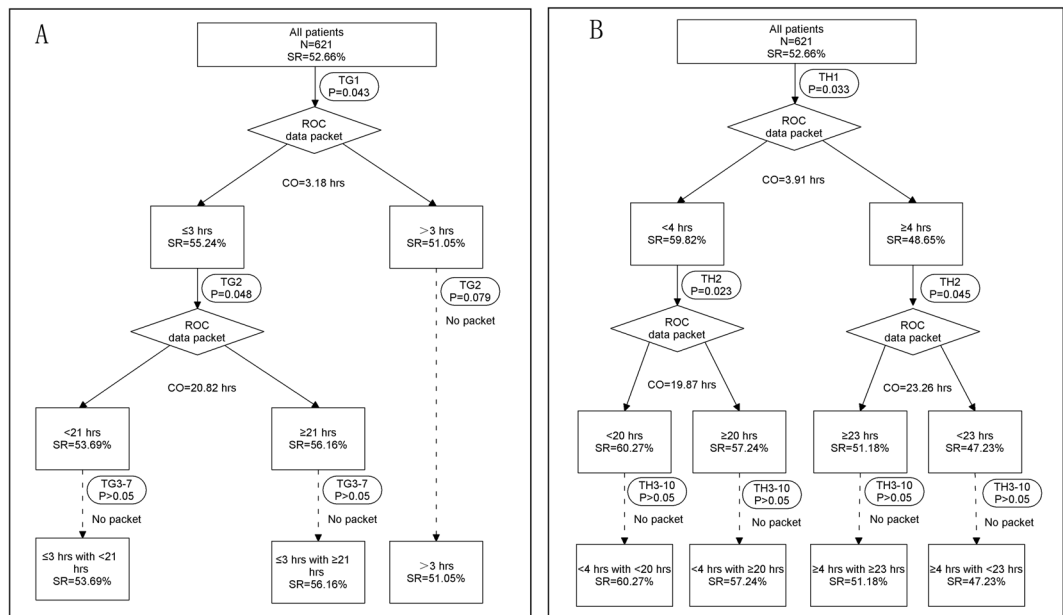 A
All patients
N=621
SR=52.66%
TG1
P=0.043
ROC
data packet
CO=3.18 hrs
≤3 hrs
SR=55.24%
>3 hrs
SR=51.05%
TG2
P=0.048
TG2
P=0.079
No packet
ROC
data packet
CO=20.82 hrs
<21 hrs
SR=53.69%
≥21 hrs
SR=56.16%
TG3-7
P>0.05
TG3-7
P>0.05
No packet
No packet
≤3 hrs with <21
hrs
SR=53.69%
≤3 hrs with ≥21
hrs
SR=56.16%
>3 hrs
SR=51.05%
B
All patients
N=621
SR=52.66%
TH1
P=0.033
ROC
data packet
CO=3.91 hrs
<4 hrs
SR=59.82%
≥4 hrs
SR=48.65%
TH2
P=0.023
TH2
P=0.045
ROC
data packet
ROC
data packet
CO=19.87 hrs
CO=23.26 hrs
<20 hrs
SR=60.27%
≥20 hrs
SR=57.24%
≥23 hrs
SR=51.18%
<23 hrs
SR=47.23%
TH3-10
P>0.05
TH3-10
P>0.05
TH3-10
P>0.05
TH3-10
P>0.05
No packet
No packet
No packet
No packet
<4 hrs with <20 hrs
SR=60.27%
<4 hrs with ≥20 hrs
SR=57.24%
≥4 hrs with ≥23 hrs
SR=51.18%
≥4 hrs with <23 hrs
SR=47.23%